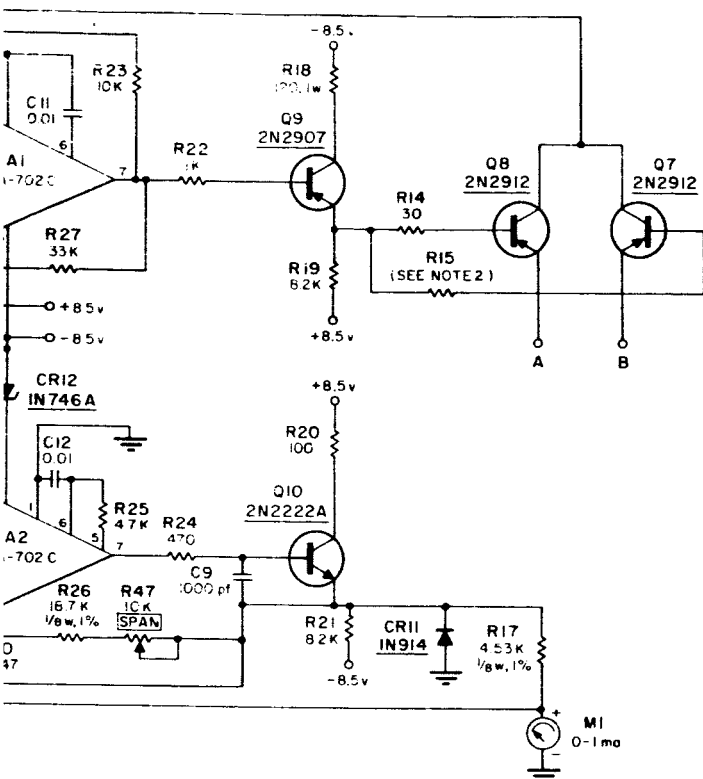 -8.5v
R23
10K
R18
120,1w
C11
0.01
Q9
2N2907
6
A1
-702C
7
R22
1K
Q8
2N2912
Q7
2N2912
R14
30
R27
33K
R19
8.2K
R15
(SEE NOTE 2)
+8.5v
-8.5v
+8.5v
A
B
CR12
1N746A
+8.5v
C12
0.01
R20
100
1
6
R25
47K
5
Q10
2N2222A
A2
-702C
7
R24
470
C9
1000 pf
R26
18.7K
1/8w,1%
R47
10K
SPAN
R21
8.2K
CR11
1N914
R17
4.53K
1/8w,1%
47
-8.5v
+
M1
0-1ma
-